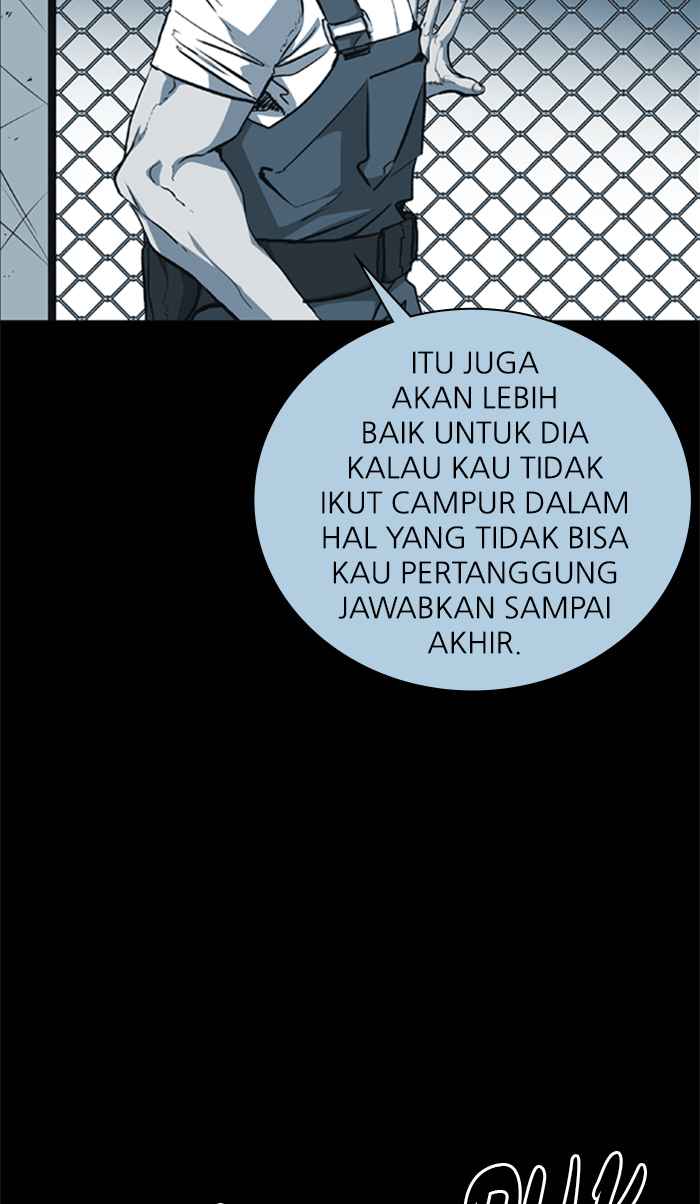 ITU JUGA
AKAN LEBIH
BAIK UNTUK DIA
KALAU KAU TIDAK
IKUT CAMPUR DALAM
HAL YANG TIDAK BISA
KAU PERTANGGUNG
JAWABKAN SAMPAI
AKHIR.